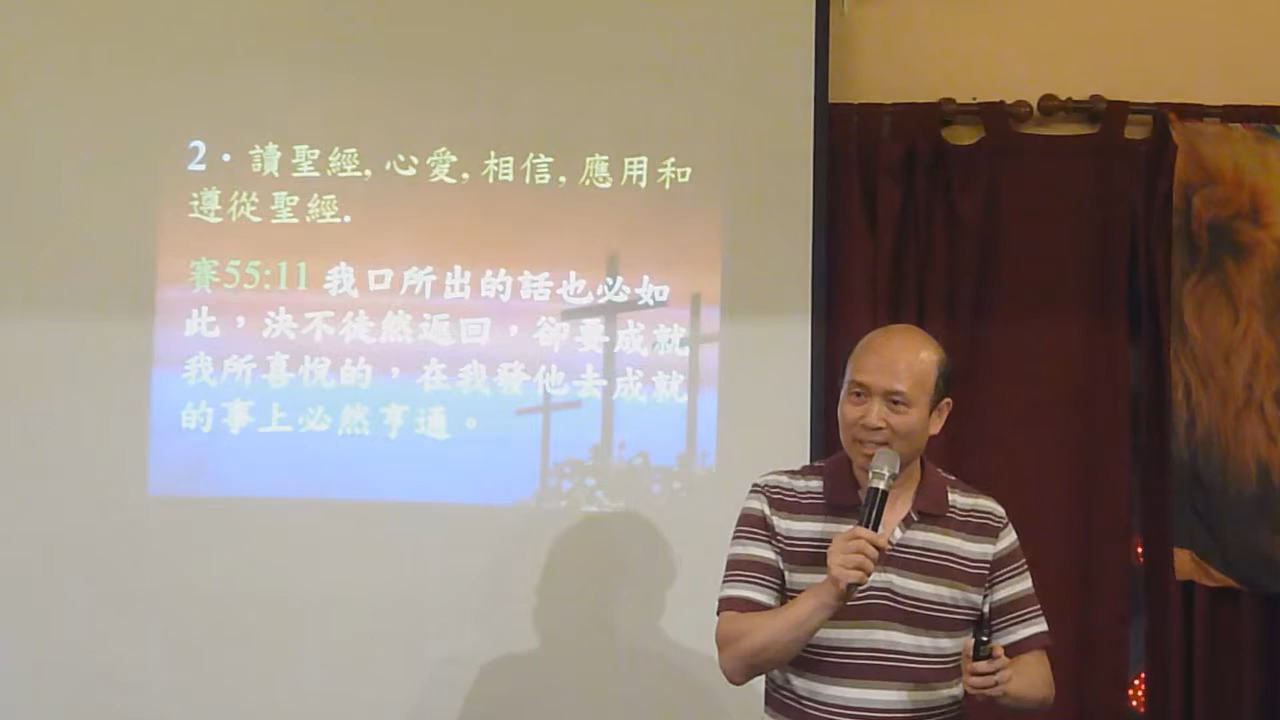 2．讀聖經, 心愛, 相信, 應用和
遵從聖經.
賽55:11 我口所出的話也必如
此，決不徒然返回，卻要成就
我所喜悅的，在我發他去成就
的事上必然亨通。